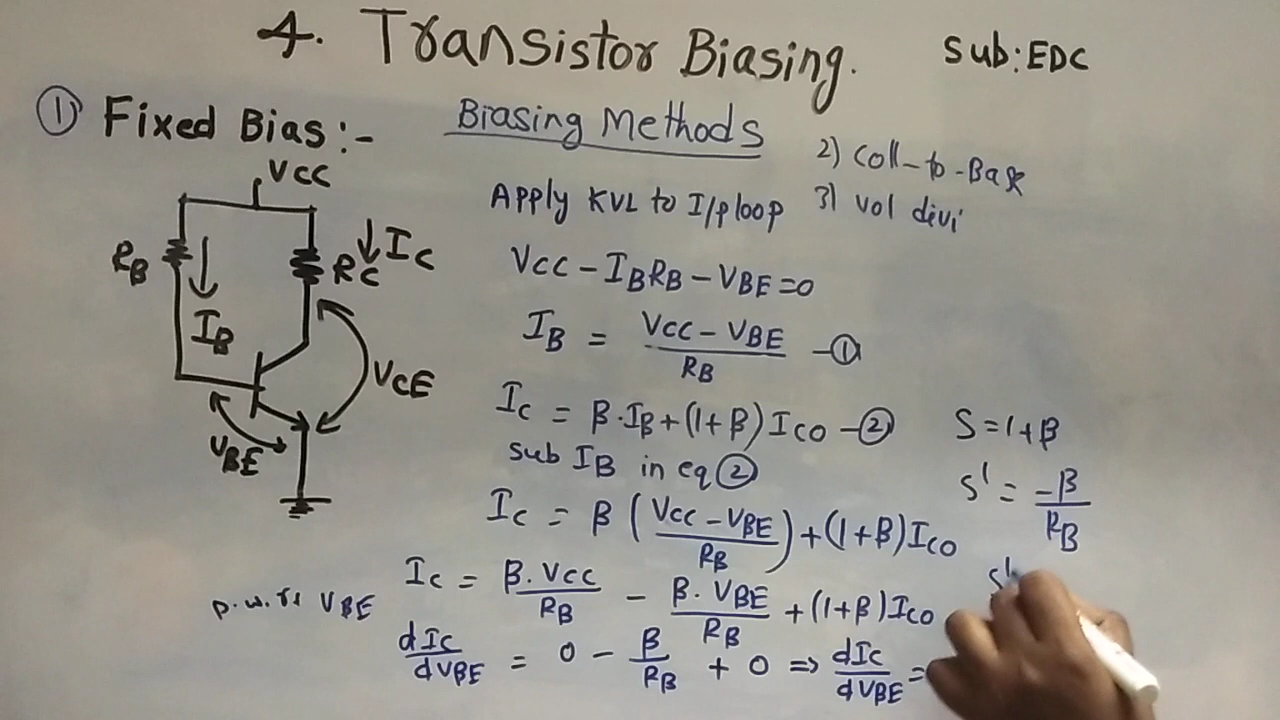 4. Transistor Biasing.
Sub: EDC
① Fixed Bias:-
Biasing Methods
2) Coll-to-Base
3) vol divi
VCC
RB
IB
RC
IC
VCE
VBE
Apply KVL to I/p loop
VCC - IBRB - VBE = 0
IB = (VCC - VBE)/RB - ①
IC = β·IB + (1+β) ICO - ②
sub IB in eq ②
IC = β ((VCC - VBE)/RB) + (1+β) ICO
IC = β·VCC/RB - β·VBE/RB + (1+β) ICO
D.w.r.t VBE
dIC/dVBE = 0 - β/RB + 0 ⇒ dIC/dVBE =
S = 1+β
S' = -β/RB
S'